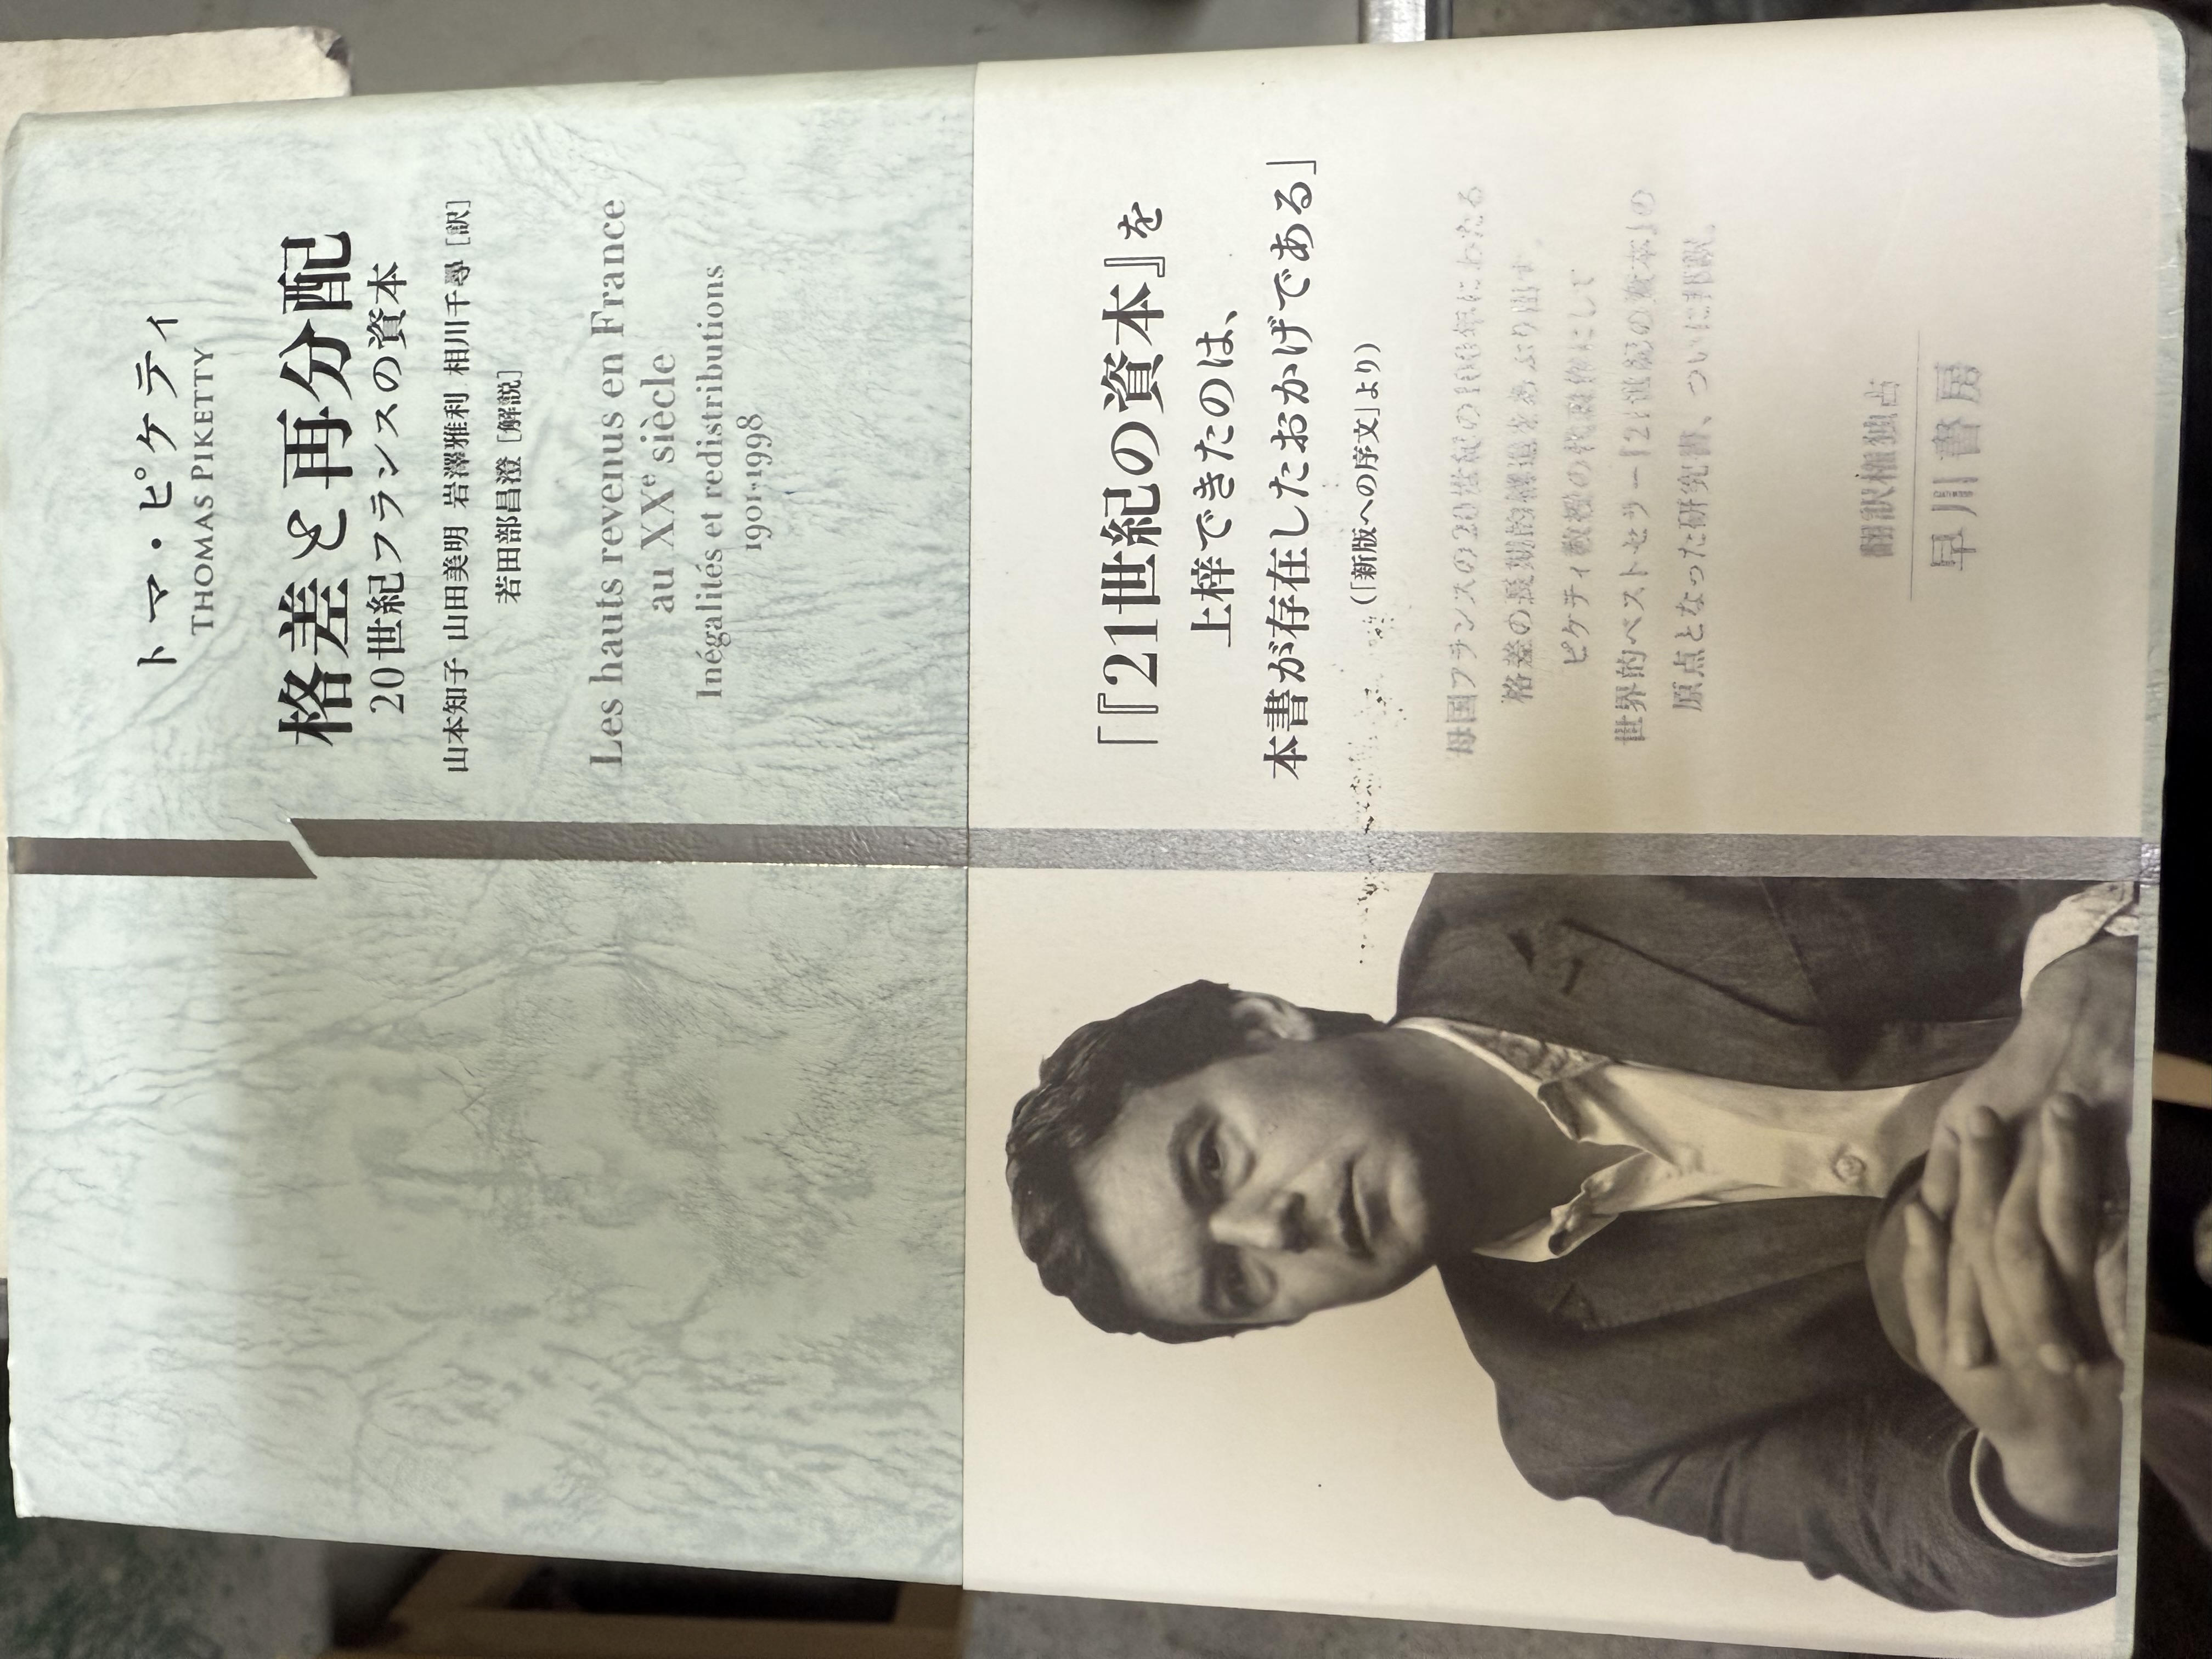 トマ・ピケティ
THOMAS PIKETTY
格差と再分配
20世紀フランスの資本
山本知子 山田美明 岩澤雅利 相川千尋［訳］
若田部昌澄［解説］
Les hauts revenus en France
au XXe siècle
Inégalités et redistributions
1901-1998
「『21世紀の資本』を
上梓できたのは、
本書が存在したおかげである」
（「新版への序文」より）
母国フランスの20世紀の100年にわたる
格差の長期的構造をあぶり出す。
ピケティ教授の代表作にして
世界的ベストセラー『21世紀の資本』の
原点となった研究書、ついに邦訳。
翻訳権独占
早川書房